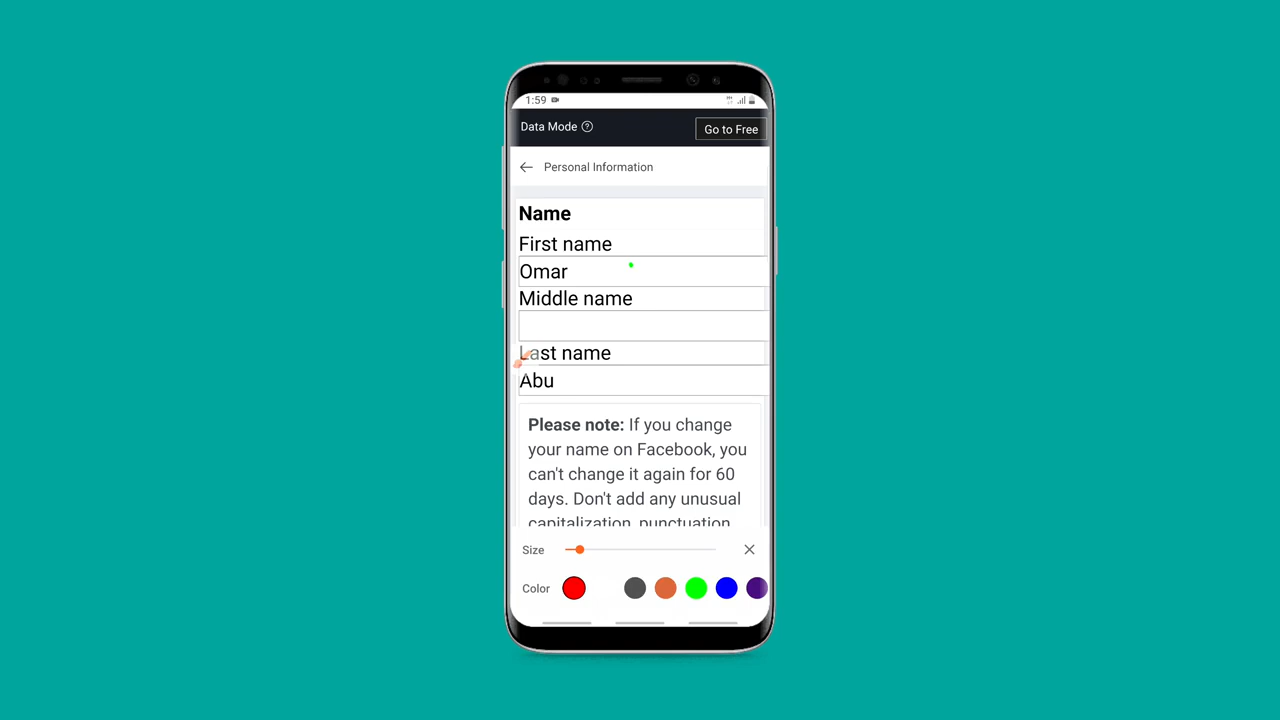 1:59
Data Mode
Go to Free
Personal Information
Name
First name
Omar
Middle name
Last name
Abu
Please note: If you change
your name on Facebook, you
can't change it again for 60
days. Don't add any unusual
capitalization, punctuation,
Size
Color